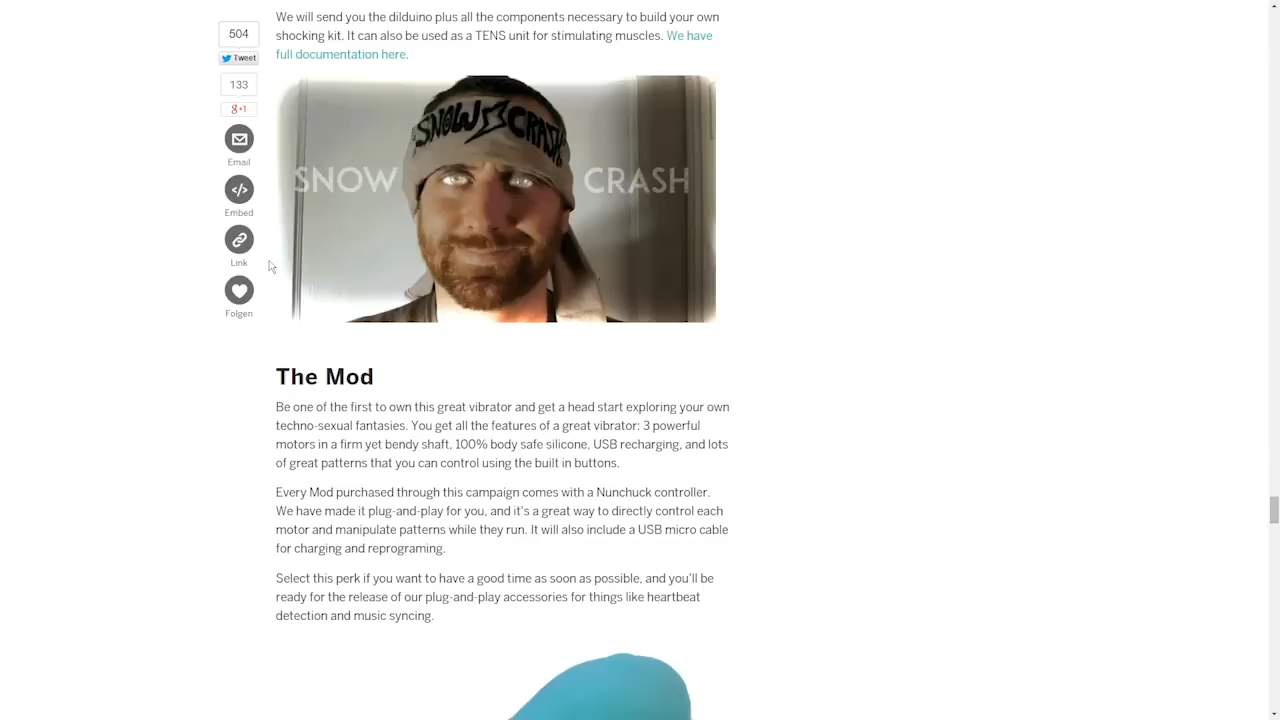 We will send you the dilduino plus all the components necessary to build your own
shocking kit. It can also be used as a TENS unit for stimulating muscles. We have
full documentation here.
504
Tweet
133
g+1
Email
Embed
Link
Folgen
SNOW CRASH
SNOW CRASH
The Mod
Be one of the first to own this great vibrator and get a head start exploring your own
techno-sexual fantasies. You get all the features of a great vibrator: 3 powerful
motors in a firm yet bendy shaft, 100% body safe silicone, USB recharging, and lots
of great patterns that you can control using the built in buttons.
Every Mod purchased through this campaign comes with a Nunchuck controller.
We have made it plug-and-play for you, and it's a great way to directly control each
motor and manipulate patterns while they run. It will also include a USB micro cable
for charging and reprograming.
Select this perk if you want to have a good time as soon as possible, and you'll be
ready for the release of our plug-and-play accessories for things like heartbeat
detection and music syncing.